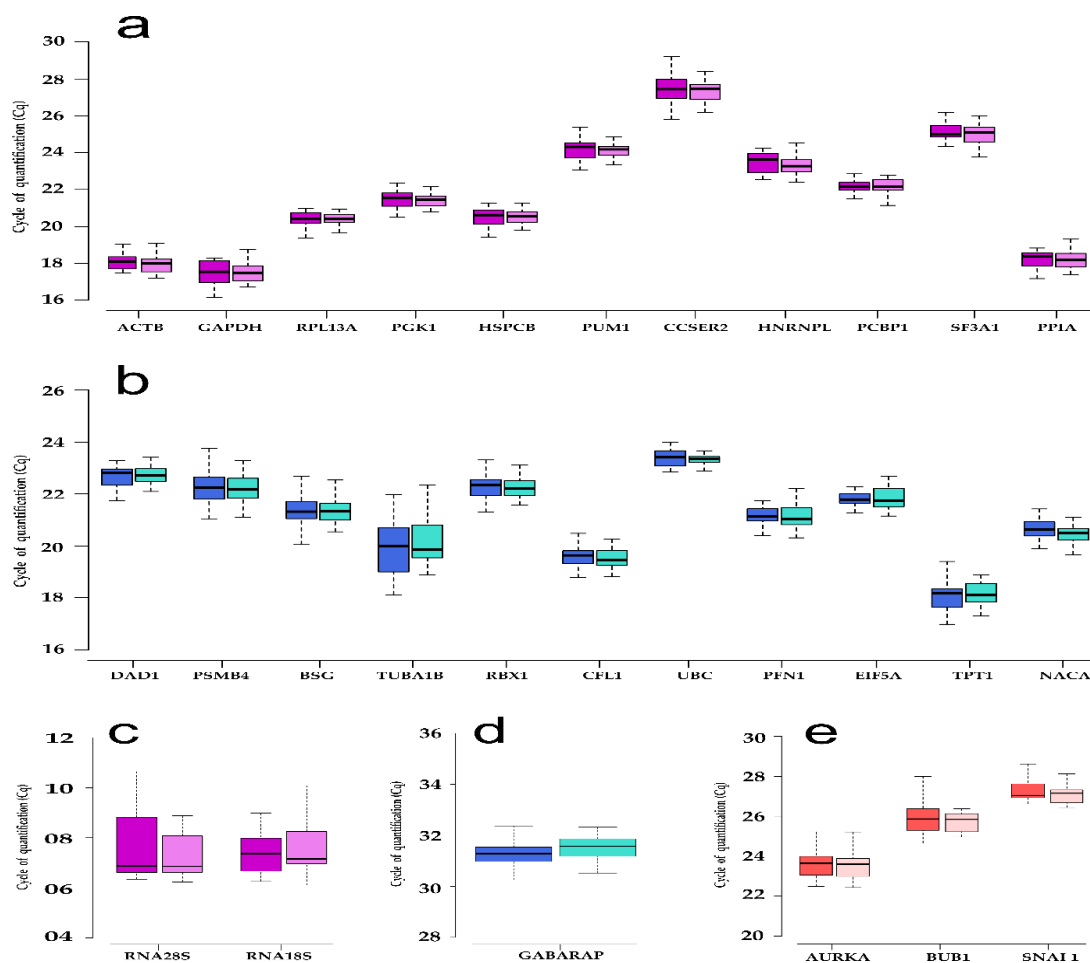 a
Cycle of quantification (Cq)
30
28
26
24
22
20
18
16
ACTB GAPDH RPL13A PGK1 HSPCB PUM1 CCSER2 HNRNPL PCBP1 SF3A1 PPIA
b
Cycle of quantification (Cq)
26
24
22
20
18
16
DAD1 PSMB4 BSG TUBA1B RBX1 CFL1 UBC PFN1 EIF5A TPT1 NACA
c
Cycle of quantification (Cq)
12
10
08
06
04
RNA28S RNA18S
d
Cycle of quantification (Cq)
36
34
32
31
28
GABARAP
e
Cycle of quantification (Cq)
30
28
26
24
22
20
AURKA BUB1 SNAI 1